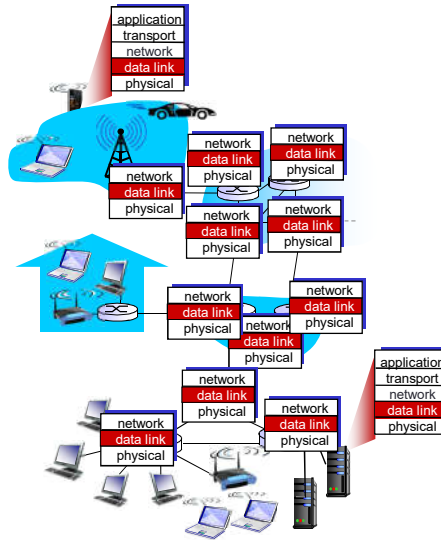 application
transport
network
data link
physical
network
data link
physical
network
data link
physical
network
data link
physical
network
data link
physical
network
data link
physical
network
data link
physical
network
data link
physical
network
data link
physical
application
transport
network
data link
physical
network
data link
physical
network
data link
physical
network
data link
physical